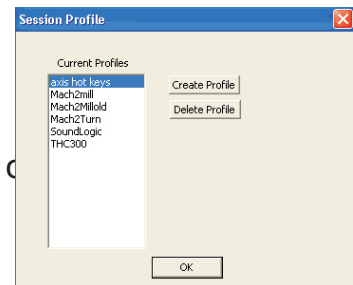 Session Profile
Current Profiles
axis hot keys
Mach2mill
Mach2Millold
Mach2Turn
SoundLogic
THC300
Create Profile
Delete Profile
OK